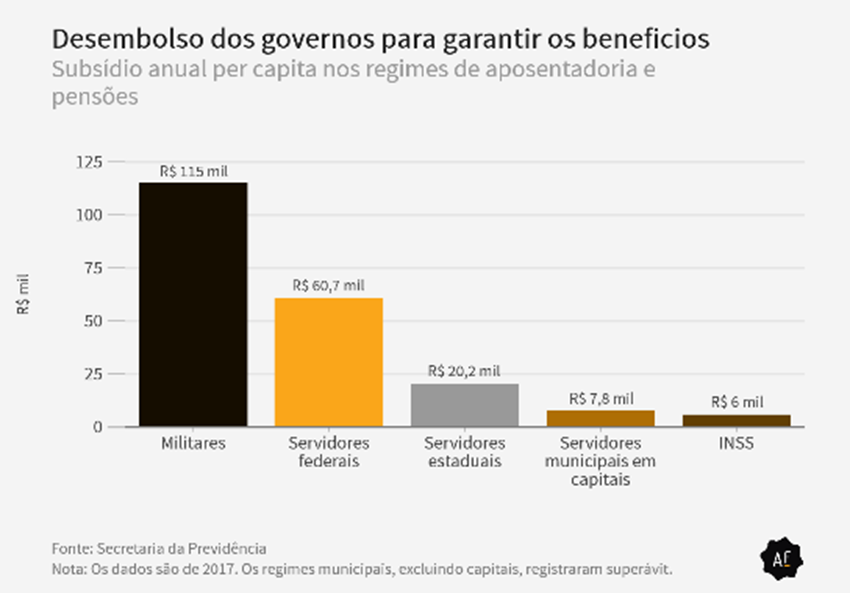 Desembolso dos governos para garantir os beneficios
Subsídio anual per capita nos regimes de aposentadoria e
pensões
R$ mil
125
100
75
50
25
0
R$ 115 mil
R$ 60,7 mil
R$ 20,2 mil
R$ 7,8 mil
R$ 6 mil
Militares
Servidores
federais
Servidores
estaduais
Servidores
municipais em
capitais
INSS
Fonte: Secretaria da Previdência
Nota: Os dados são de 2017. Os regimes municipais, excluindo capitais, registraram superávit.
AF